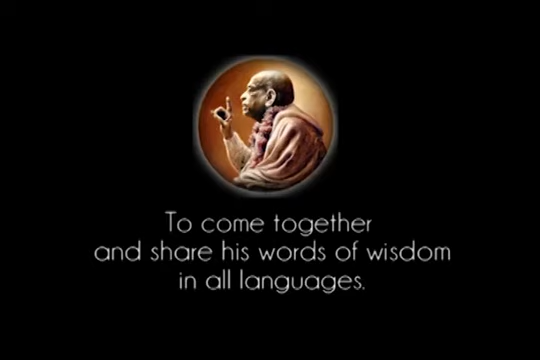 To come together
and share his words of wisdom
in all languages.